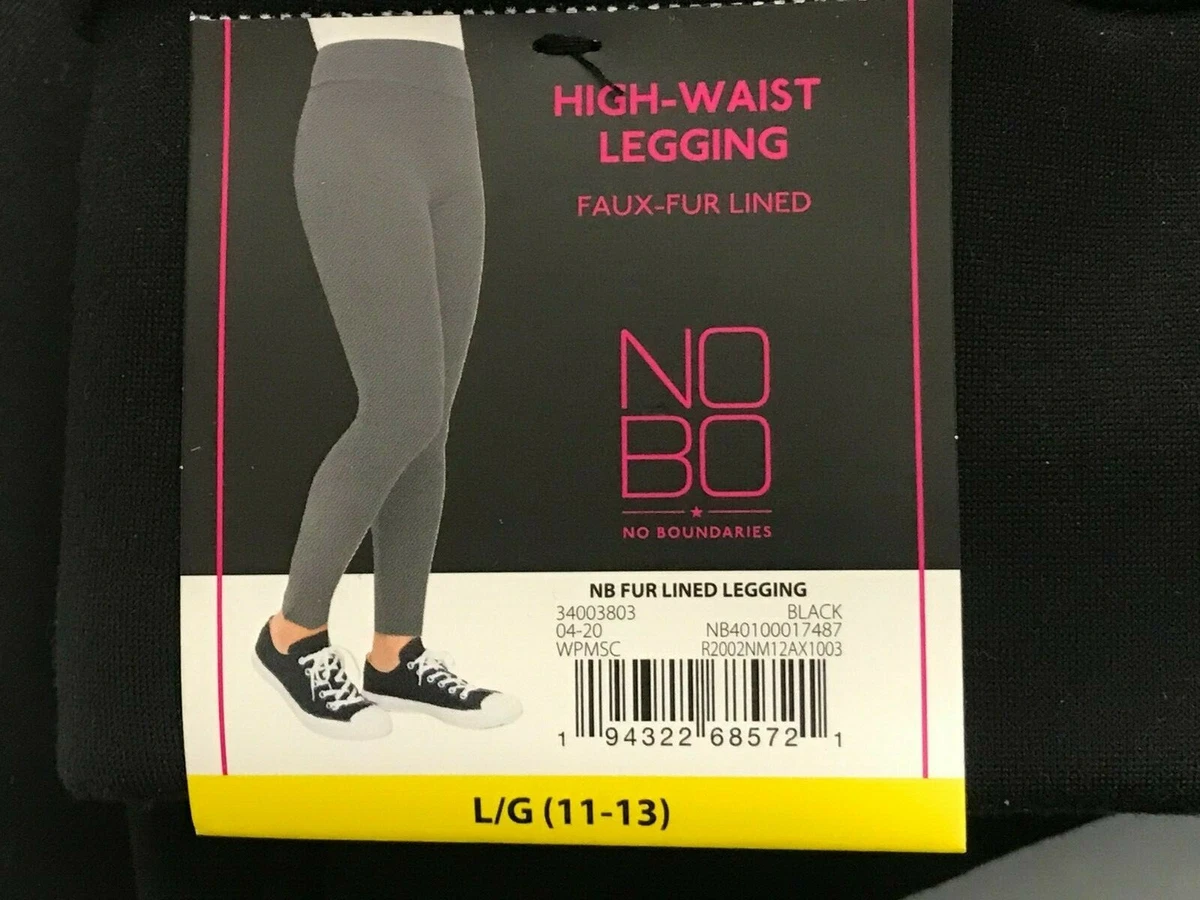 HIGH-WAIST
LEGGING
FAUX-FUR LINED
NO
BO
NO BOUNDARIES
NB FUR LINED LEGGING
34003803 BLACK
04-20 NB40100017487
WPMSC R2002NM12AX1003
1 94322 68572 1
L/G (11-13)